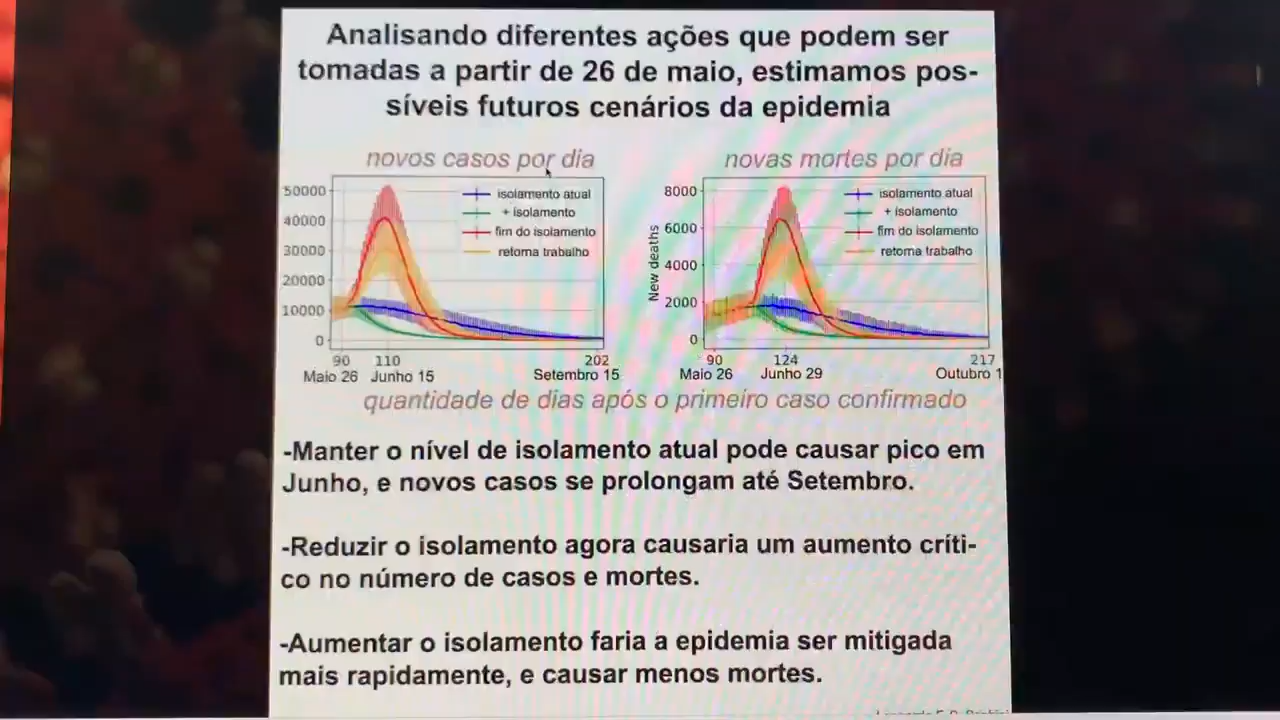 Analisando diferentes ações que podem ser
tomadas a partir de 26 de maio, estimamos pos-
síveis futuros cenários da epidemia
novos casos por dia
50000
40000
30000
20000
10000
0
isolamento atual
+ isolamento
fim do isolamento
retorna trabalho
90
110
202
Maio 26
Junho 15
Setembro 15
novas mortes por dia
New deaths
8000
6000
4000
2000
0
isolamento atual
+ isolamento
fim do isolamento
retorna trabalho
90
124
217
Maio 26
Junho 29
Outubro 1
quantidade de dias após o primeiro caso confirmado
-Manter o nível de isolamento atual pode causar pico em
Junho, e novos casos se prolongam até Setembro.
-Reduzir o isolamento agora causaria um aumento críti-
co no número de casos e mortes.
-Aumentar o isolamento faria a epidemia ser mitigada
mais rapidamente, e causar menos mortes.